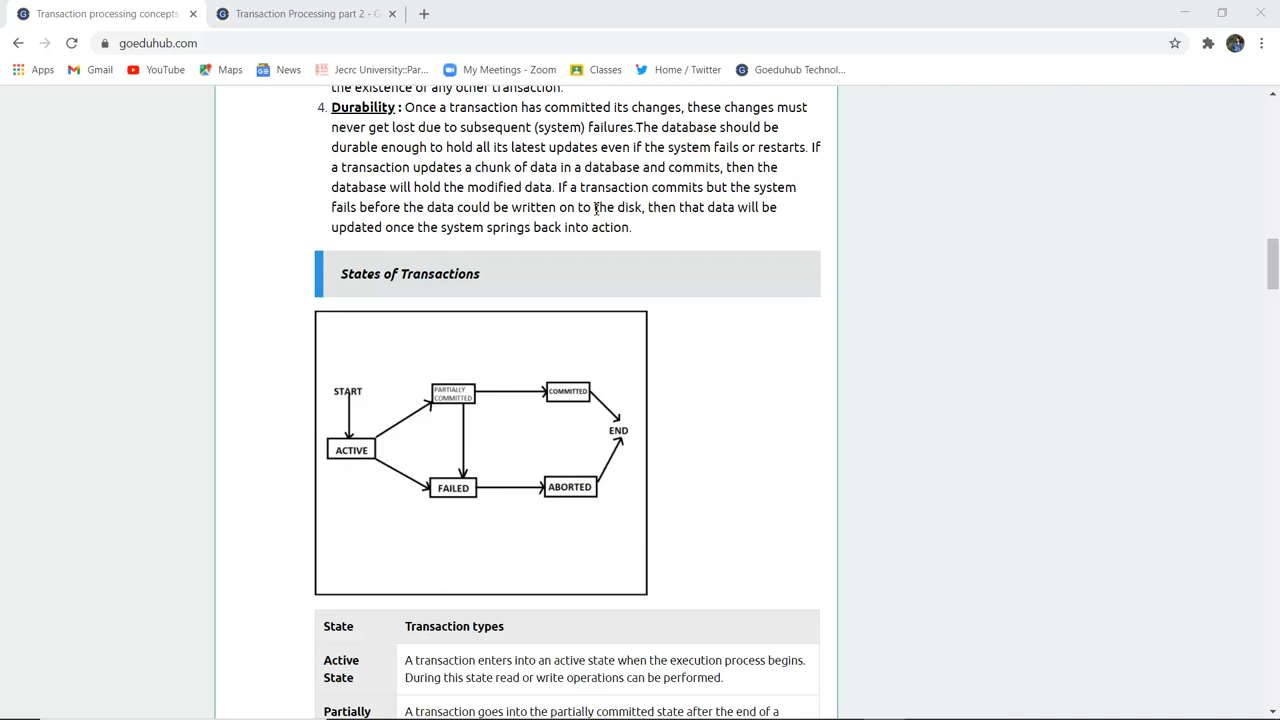 Transaction processing concepts
Transaction Processing part 2 - G
goeduhub.com
Apps
Gmail
YouTube
Maps
News
Jecrc University::Par...
My Meetings - Zoom
Classes
Home / Twitter
Goeduhub Technol...
the existence of any other transaction.
4. Durability : Once a transaction has committed its changes, these changes must
never get lost due to subsequent (system) failures.The database should be
durable enough to hold all its latest updates even if the system fails or restarts. If
a transaction updates a chunk of data in a database and commits, then the
database will hold the modified data. If a transaction commits but the system
fails before the data could be written on to the disk, then that data will be
updated once the system springs back into action.
States of Transactions
START
PARTIALLY
COMMITTED
COMMITTED
END
ACTIVE
FAILED
ABORTED
State Transaction types
Active
State
A transaction enters into an active state when the execution process begins.
During this state read or write operations can be performed.
Partially
A transaction goes into the partially committed state after the end of a